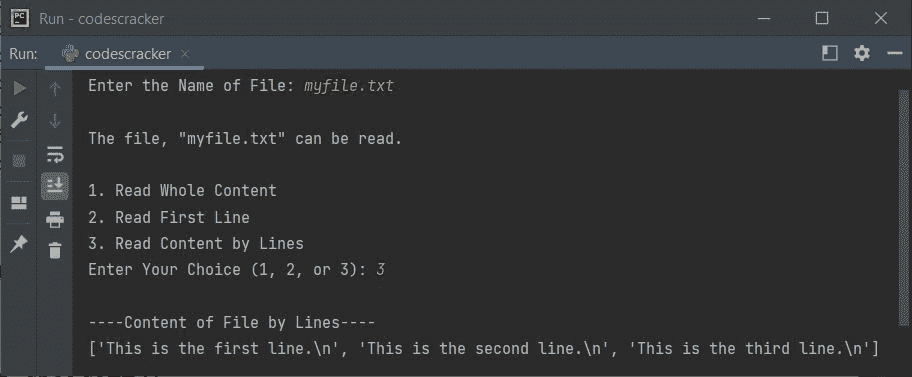 Run - codescracker
Run: codescracker
Enter the Name of File: myfile.txt
The file, "myfile.txt" can be read.
1. Read Whole Content
2. Read First Line
3. Read Content by Lines
Enter Your Choice (1, 2, or 3): 3
----Content of File by Lines----
['This is the first line.\n', 'This is the second line.\n', 'This is the third line.\n']